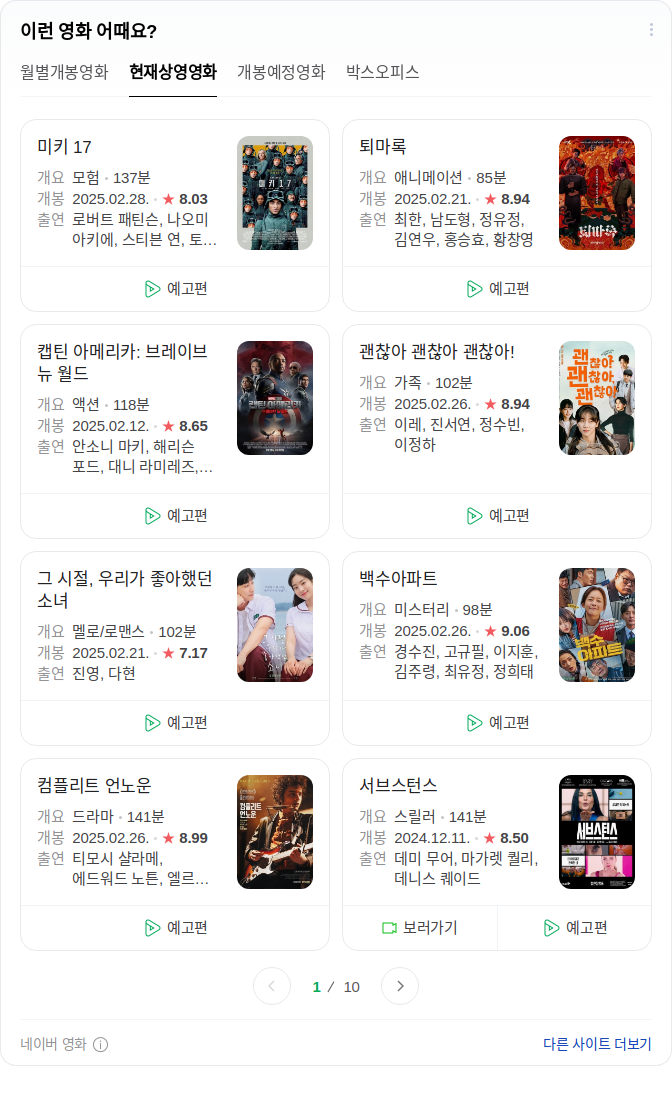 이런 영화 어때요?
월별개봉영화 현재상영영화 개봉예정영화 박스오피스
미키 17
개요 모험 137분
개봉 2025.02.28. ★ 8.03
출연 로버트 패틴슨, 나오미
아키에, 스티븐 연, 토...
미키 17
예고편
퇴마록
개요 애니메이션 85분
개봉 2025.02.21. ★ 8.94
출연 최한, 남도형, 정유정,
김연우, 홍승효, 황창영
퇴마록
예고편
캡틴 아메리카: 브레이브
뉴 월드
개요 액션 118분
개봉 2025.02.12. ★ 8.65
출연 안소니 마키, 해리슨
포드, 대니 라미레즈,...
캡틴 아메리카
예고편
괜찮아 괜찮아 괜찮아!
개요 가족 102분
개봉 2025.02.26. ★ 8.94
출연 이레, 진서연, 정수빈,
이정하
괜찮아
괜찮아
괜찮아
예고편
그 시절, 우리가 좋아했던
소녀
개요 멜로/로맨스 102분
개봉 2025.02.21. ★ 7.17
출연 진영, 다현
예고편
백수아파트
개요 미스터리 98분
개봉 2025.02.26. ★ 9.06
출연 경수진, 고규필, 이지훈,
김주령, 최유정, 정희태
백수
아파트
예고편
컴플리트 언노운
개요 드라마 141분
개봉 2025.02.26. ★ 8.99
출연 티모시 샬라메,
에드워드 노튼, 엘르...
컴플리트
언노운
예고편
서브스턴스
개요 스릴러 141분
개봉 2024.12.11. ★ 8.50
출연 데미 무어, 마가렛 퀄리,
데니스 퀘이드
서브스턴스
보러가기 예고편
1 / 10
네이버 영화
다른 사이트 더보기